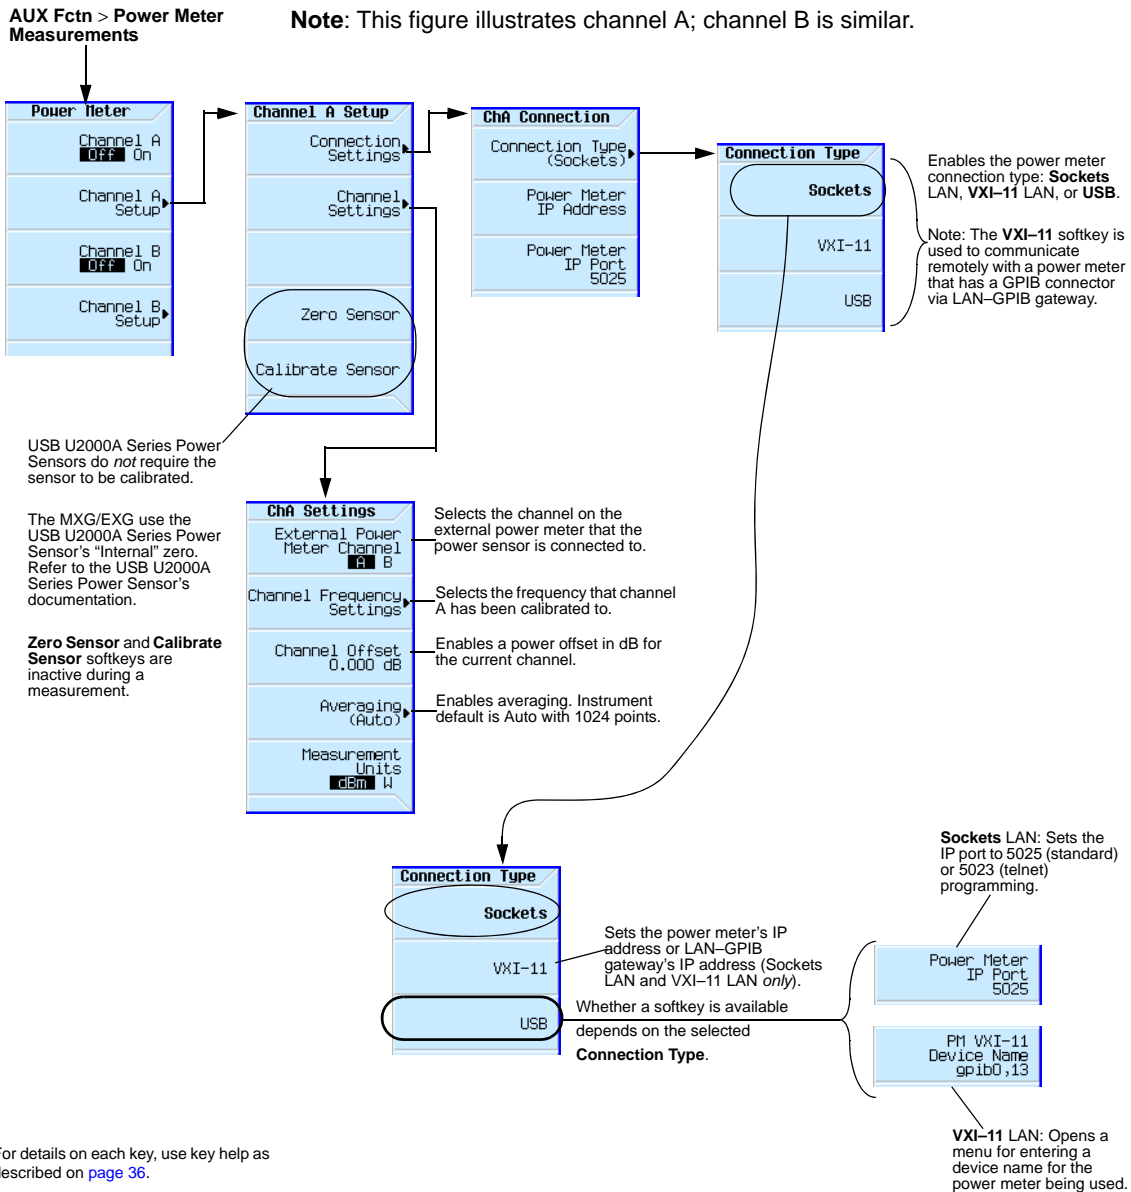 AUX Fctn > Power Meter
Measurements
Note: This figure illustrates channel A; channel B is similar.
Power Meter
Channel A
Off On
Channel A
Setup
Channel B
Off On
Channel B
Setup
Channel A Setup
Connection
Settings
Channel
Settings
Zero Sensor
Calibrate Sensor
ChA Connection
Connection Type
(Sockets)
Power Meter
IP Address
Power Meter
IP Port
5025
Connection Type
Sockets
VXI-11
USB
Enables the power meter
connection type: Sockets
LAN, VXI–11 LAN, or USB.
Note: The VXI–11 softkey is
used to communicate
remotely with a power meter
that has a GPIB connector
via LAN–GPIB gateway.
USB U2000A Series Power
Sensors do not require the
sensor to be calibrated.
The MXG/EXG use the
USB U2000A Series Power
Sensor's “Internal” zero.
Refer to the USB U2000A
Series Power Sensor's
documentation.
Zero Sensor and Calibrate
Sensor softkeys are
inactive during a
measurement.
ChA Settings
External Power
Meter Channel
A B
Channel Frequency
Settings
Channel Offset
0.000 dB
Averaging
(Auto)
Measurement
Units
dBm W
Selects the channel on the
external power meter that the
power sensor is connected to.
Selects the frequency that channel
A has been calibrated to.
Enables a power offset in dB for
the current channel.
Enables averaging. Instrument
default is Auto with 1024 points.
Connection Type
Sockets
VXI-11
USB
Sets the power meter's IP
address or LAN–GPIB
gateway's IP address (Sockets
LAN and VXI–11 LAN only).
Whether a softkey is available
depends on the selected
Connection Type.
Sockets LAN: Sets the
IP port to 5025 (standard)
or 5023 (telnet)
programming.
Power Meter
IP Port
5025
PM VXI-11
Device Name
gpib0,13
VXI–11 LAN: Opens a
menu for entering a
device name for the
power meter being used.
For details on each key, use key help as
described on page 36.